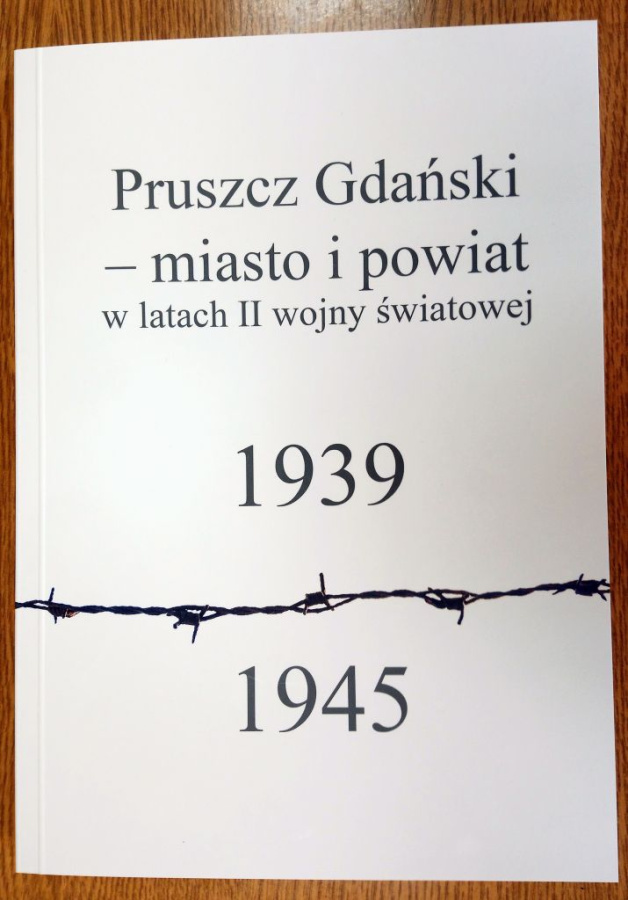 Pruszcz Gdański
– miasto i powiat
w latach II wojny światowej
1939
1945